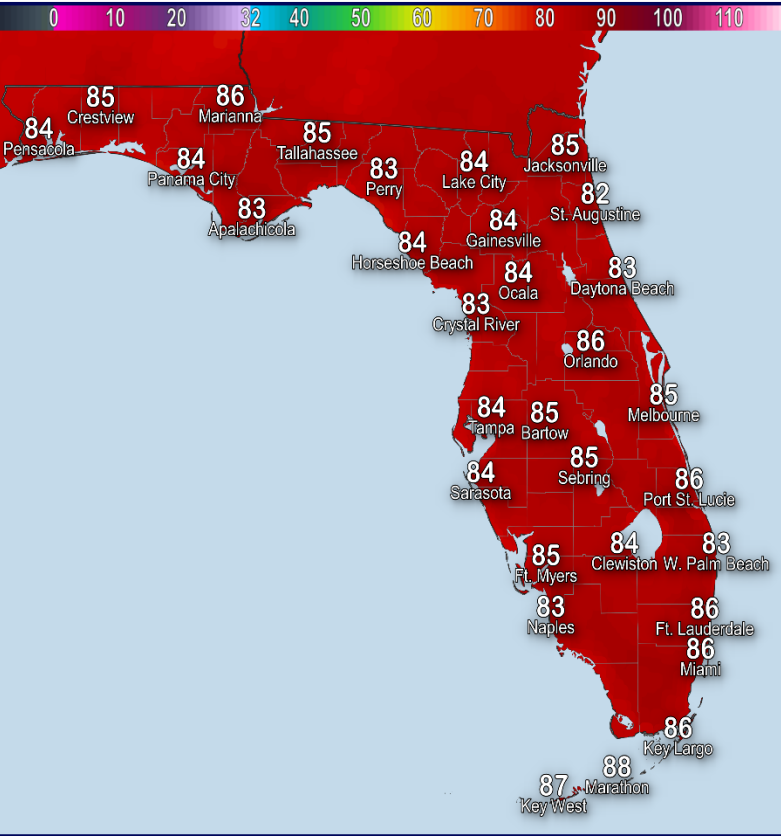 0 10 20 32 40 50 60 70 80 90 100 110
85
Crestview
86
Marianna
84
Pensacola
85
Tallahassee
85
Jacksonville
84
Panama City
83
Perry
84
Lake City
83
Apalachicola
82
St. Augustine
84
Gainesville
84
Horseshoe Beach
84
Ocala
83
Daytona Beach
83
Crystal River
86
Orlando
85
Melbourne
84
Tampa
85
Bartow
85
Sebring
84
Sarasota
86
Port St. Lucie
85
Ft. Myers
84
Clewiston
83
W. Palm Beach
83
Naples
86
Ft. Lauderdale
86
Miami
86
Key Largo
88
Marathon
87
Key West